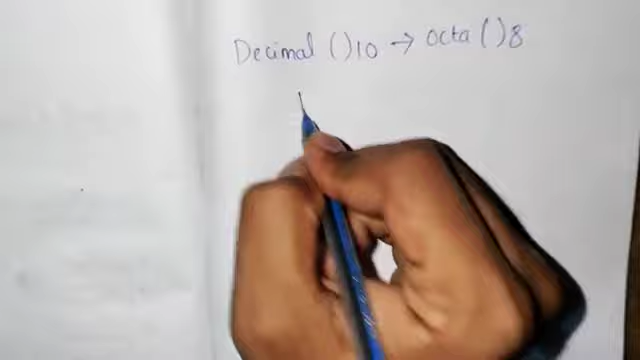 Decimal ()10 → octa ()8